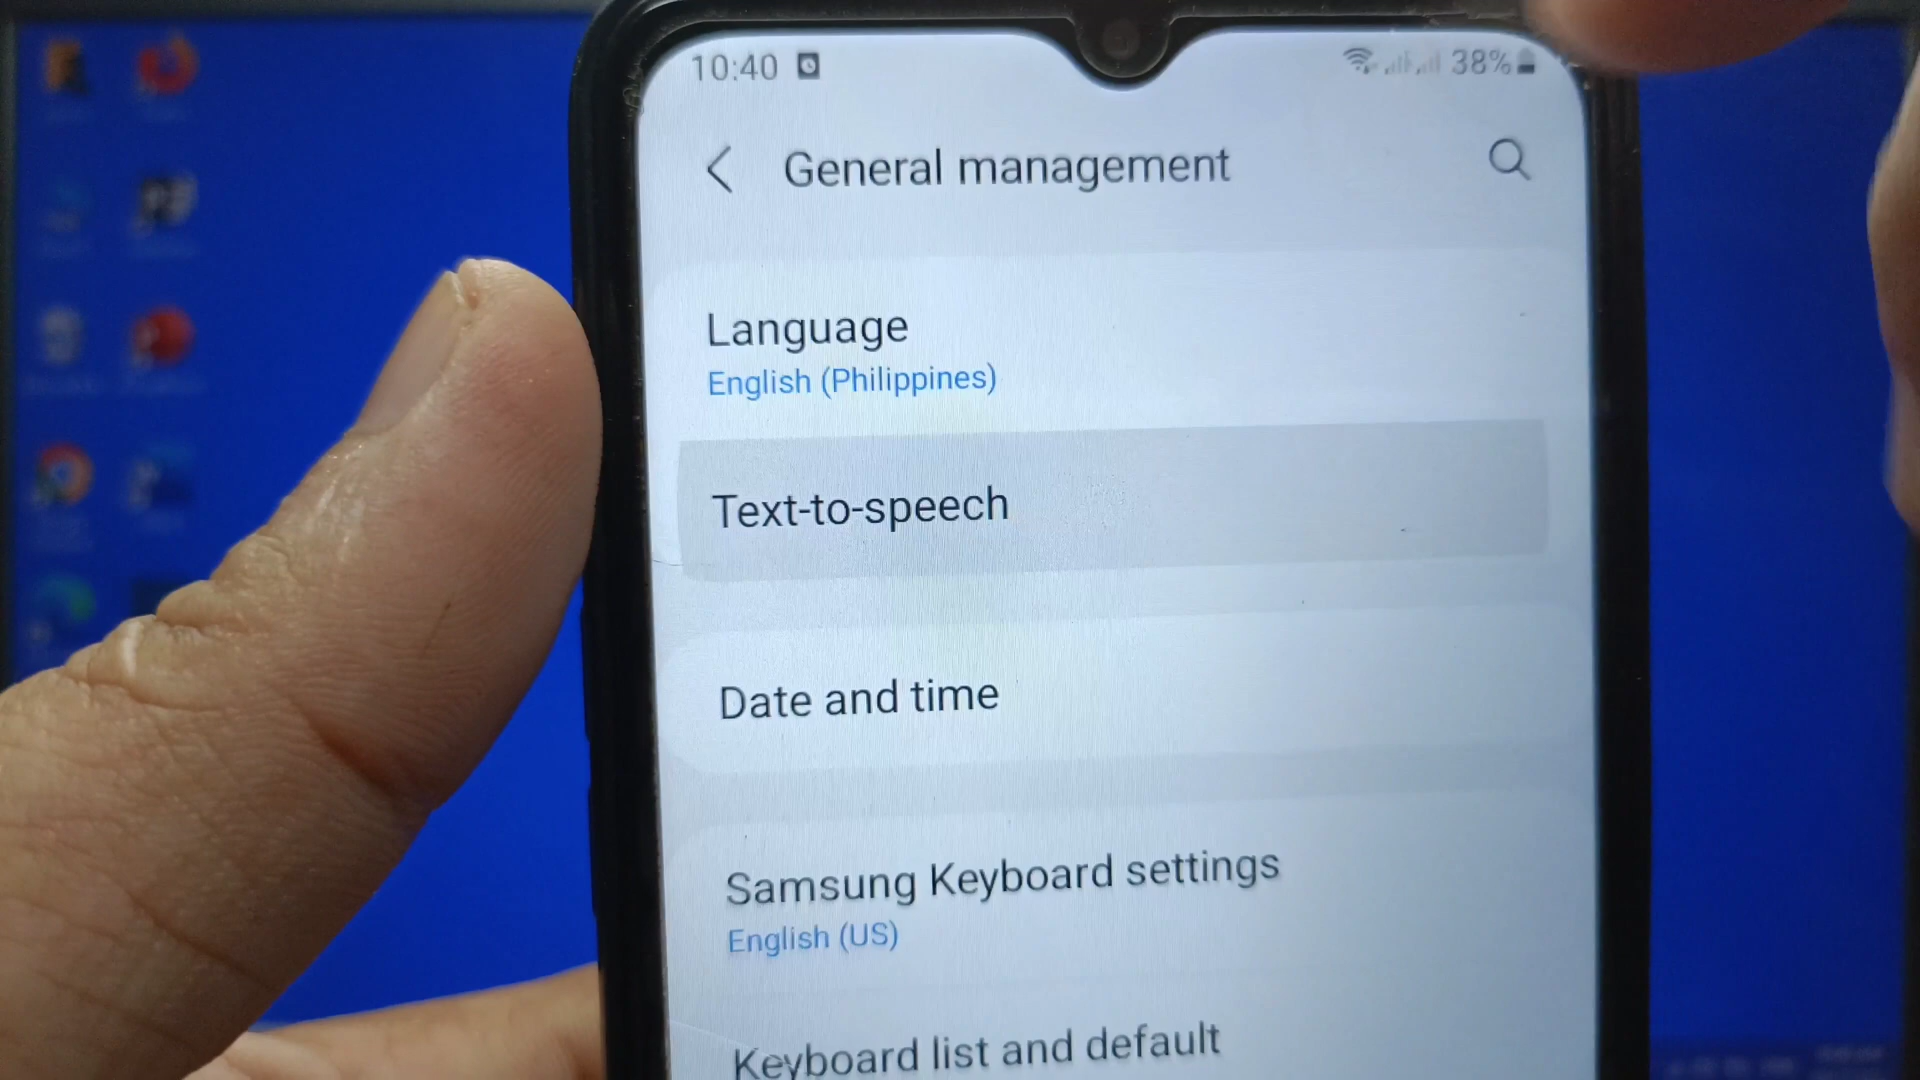 10:40
38%
General management
Language
English (Philippines)
Text-to-speech
Date and time
Samsung Keyboard settings
English (US)
Keyboard list and default